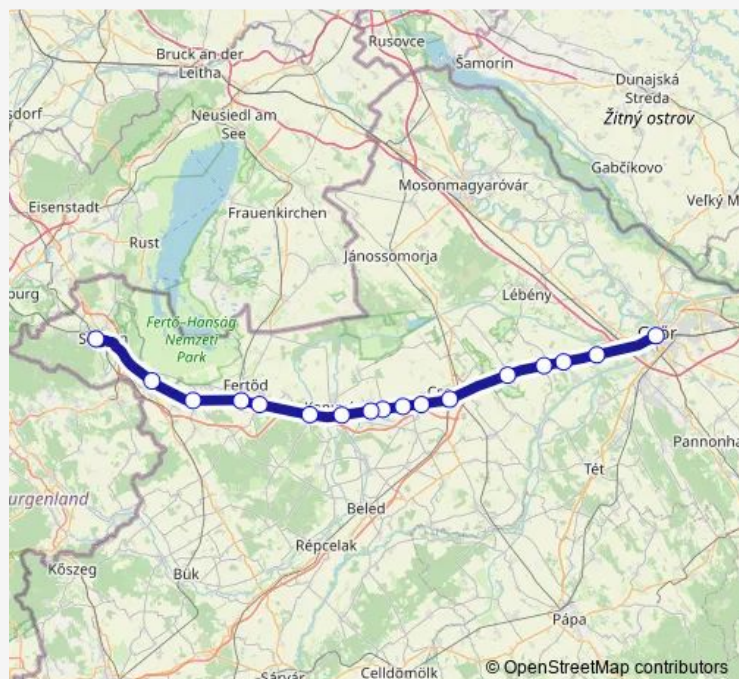 Rusovce
Bruck an der
Leitha
Šamorín
Dunajská
Streda
Žitný ostrov
Neusiedl am
See
Gabčíkovo
Mosonmagyaróvár
Eisenstadt
Frauenkirchen
Rust
Jánossomorja
Lébény
Fertő-Hanság
Nemzeti
Park
Fertőd
Pannonha
Tét
Beled
Répcelak
Kőszeg
Bük
Pápa
Celldömölk
© OpenStreetMap contributors